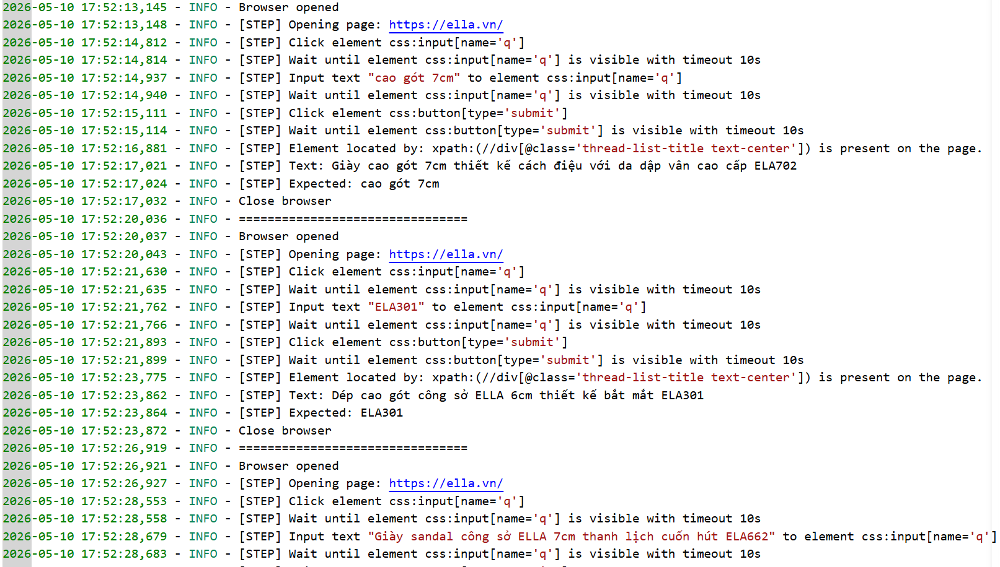 2026-05-10 17:52:13,145 - INFO - Browser opened
2026-05-10 17:52:13,148 - INFO - [STEP] Opening page: https://ella.vn/
2026-05-10 17:52:14,812 - INFO - [STEP] Click element css:input[name='q']
2026-05-10 17:52:14,814 - INFO - [STEP] Wait until element css:input[name='q'] is visible with timeout 10s
2026-05-10 17:52:14,937 - INFO - [STEP] Input text "cao gót 7cm" to element css:input[name='q']
2026-05-10 17:52:14,940 - INFO - [STEP] Wait until element css:input[name='q'] is visible with timeout 10s
2026-05-10 17:52:15,111 - INFO - [STEP] Click element css:button[type='submit']
2026-05-10 17:52:15,114 - INFO - [STEP] Wait until element css:button[type='submit'] is visible with timeout 10s
2026-05-10 17:52:16,881 - INFO - [STEP] Element located by: xpath:(//div[@class='thread-list-title text-center']) is present on the page.
2026-05-10 17:52:17,021 - INFO - [STEP] Text: Giày cao gót 7cm thiết kế cách điệu với da dập vân cao cấp ELA702
2026-05-10 17:52:17,024 - INFO - [STEP] Expected: cao gót 7cm
2026-05-10 17:52:17,032 - INFO - Close browser
2026-05-10 17:52:20,036 - INFO - ================================
2026-05-10 17:52:20,037 - INFO - Browser opened
2026-05-10 17:52:20,043 - INFO - [STEP] Opening page: https://ella.vn/
2026-05-10 17:52:21,630 - INFO - [STEP] Click element css:input[name='q']
2026-05-10 17:52:21,635 - INFO - [STEP] Wait until element css:input[name='q'] is visible with timeout 10s
2026-05-10 17:52:21,762 - INFO - [STEP] Input text "ELA301" to element css:input[name='q']
2026-05-10 17:52:21,766 - INFO - [STEP] Wait until element css:input[name='q'] is visible with timeout 10s
2026-05-10 17:52:21,893 - INFO - [STEP] Click element css:button[type='submit']
2026-05-10 17:52:21,899 - INFO - [STEP] Wait until element css:button[type='submit'] is visible with timeout 10s
2026-05-10 17:52:23,775 - INFO - [STEP] Element located by: xpath:(//div[@class='thread-list-title text-center']) is present on the page.
2026-05-10 17:52:23,862 - INFO - [STEP] Text: Dép cao gót công sở ELLA 6cm thiết kế bắt mắt ELA301
2026-05-10 17:52:23,864 - INFO - [STEP] Expected: ELA301
2026-05-10 17:52:23,872 - INFO - Close browser
2026-05-10 17:52:26,919 - INFO - ================================
2026-05-10 17:52:26,921 - INFO - Browser opened
2026-05-10 17:52:26,927 - INFO - [STEP] Opening page: https://ella.vn/
2026-05-10 17:52:28,553 - INFO - [STEP] Click element css:input[name='q']
2026-05-10 17:52:28,558 - INFO - [STEP] Wait until element css:input[name='q'] is visible with timeout 10s
2026-05-10 17:52:28,679 - INFO - [STEP] Input text "Giày sandal công sở ELLA 7cm thanh lịch cuốn hút ELA662" to element css:input[name='q']
2026-05-10 17:52:28,683 - INFO - [STEP] Wait until element css:input[name='q'] is visible with timeout 10s